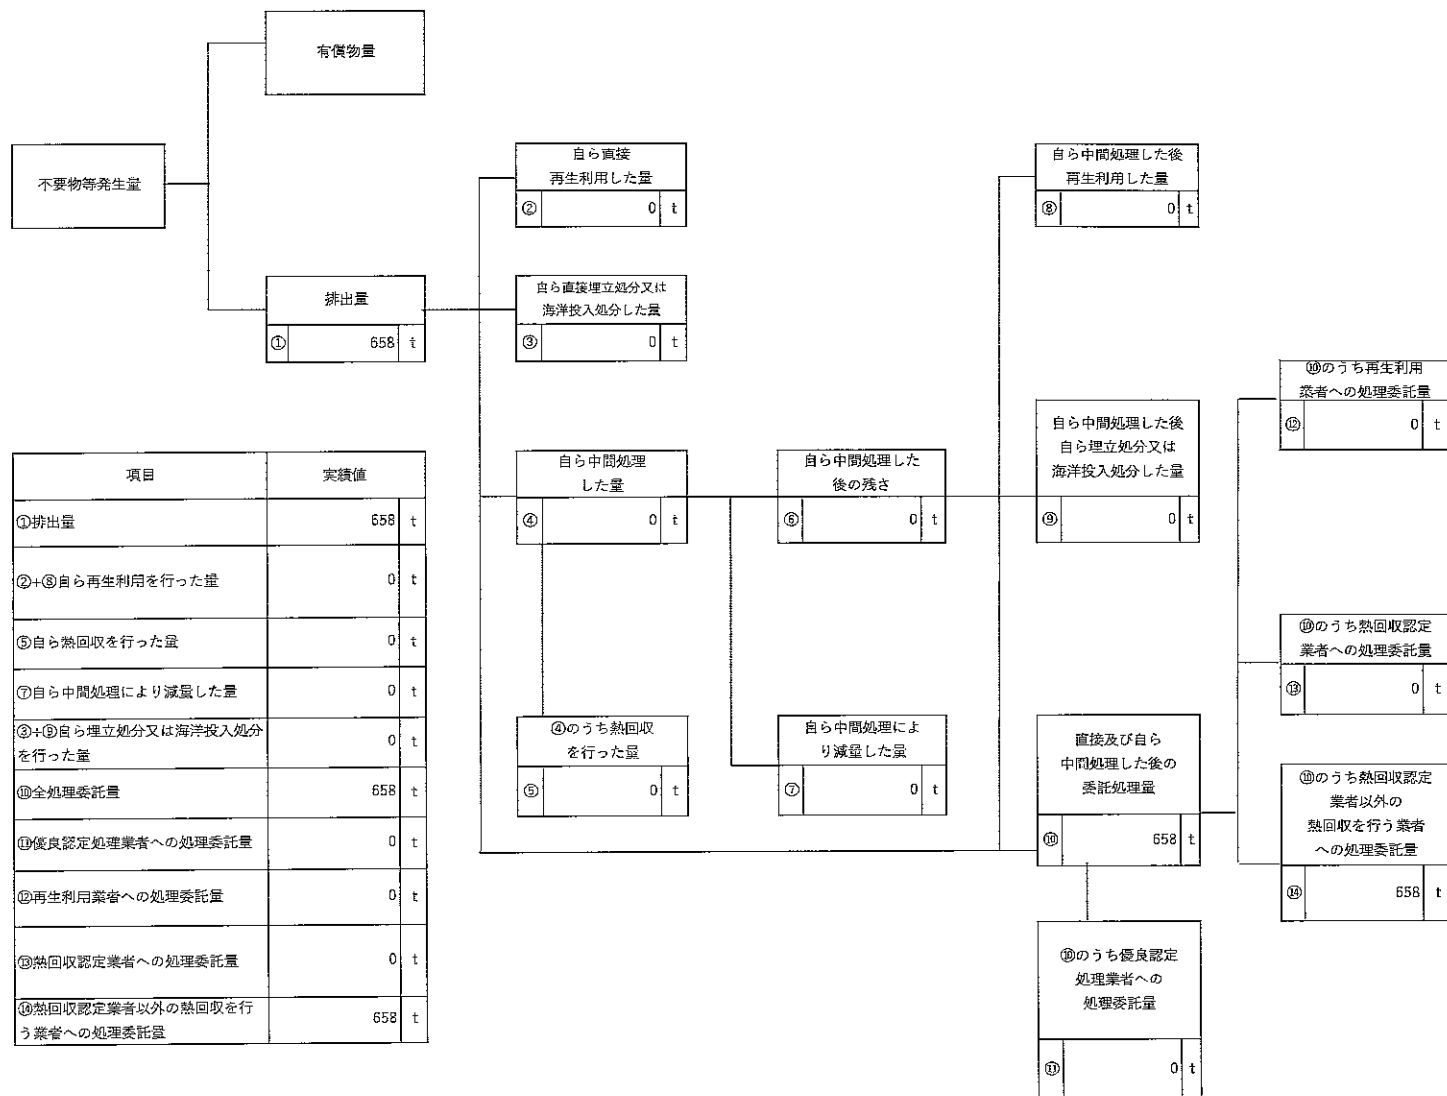 有償物量
不要物等発生量
排出量
① 658 t
自ら直接
再生利用した量
② 0 t
自ら直接埋立処分又は
海洋投入処分した量
③ 0 t
自ら中間処理
した量
④ 0 t
④のうち熱回収
を行った量
⑤ 0 t
自ら中間処理した
後の残さ
⑥ 0 t
自ら中間処理によ
り減量した量
⑦ 0 t
自ら中間処理した後
再生利用した量
⑧ 0 t
自ら中間処理した後
自ら埋立処分又は
海洋投入処分した量
⑨ 0 t
直接及び自ら
中間処理した後の
委託処理量
⑩ 658 t
⑩のうち優良認定
処理業者への
処理委託量
⑪ 0 t
⑩のうち再生利用
業者への処理委託量
⑫ 0 t
⑩のうち熱回収認定
業者への処理委託量
⑬ 0 t
⑩のうち熱回収認定
業者以外の
熱回収を行う業者
への処理委託量
⑭ 658 t
項目 実績値
①排出量 658 t
②+⑧自ら再生利用を行った量 0 t
⑤自ら熱回収を行った量 0 t
⑦自ら中間処理により減量した量 0 t
③+⑨自ら埋立処分又は海洋投入処分
を行った量 0 t
⑩全処理委託量 658 t
⑪優良認定処理業者への処理委託量 0 t
⑫再生利用業者への処理委託量 0 t
⑬熱回収認定業者への処理委託量 0 t
⑭熱回収認定業者以外の熱回収を行
う業者への処理委託量 658 t